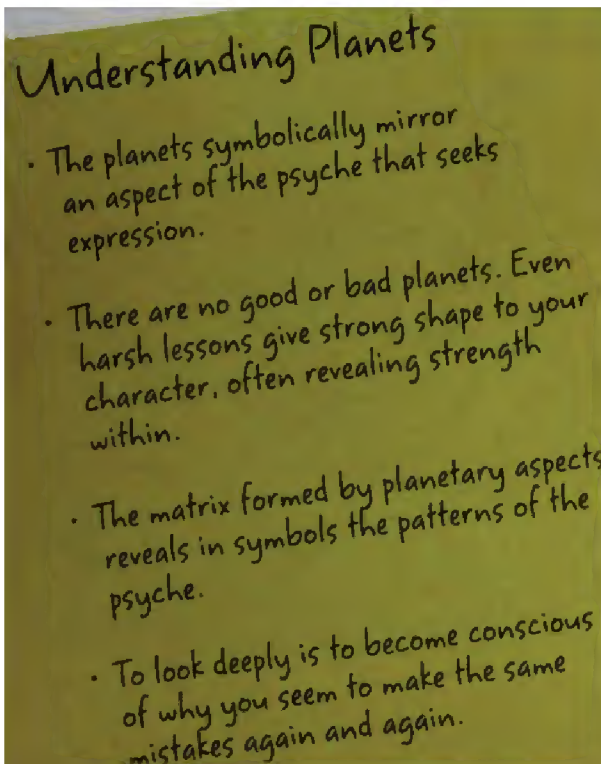 Understanding Planets
· The planets symbolically mirror
an aspect of the psyche that seeks
expression.
· There are no good or bad planets. Even
harsh lessons give strong shape to your
character, often revealing strength
within.
· The matrix formed by planetary aspects
reveals in symbols the patterns of the
psyche.
· To look deeply is to become conscious
of why you seem to make the same
mistakes again and again.